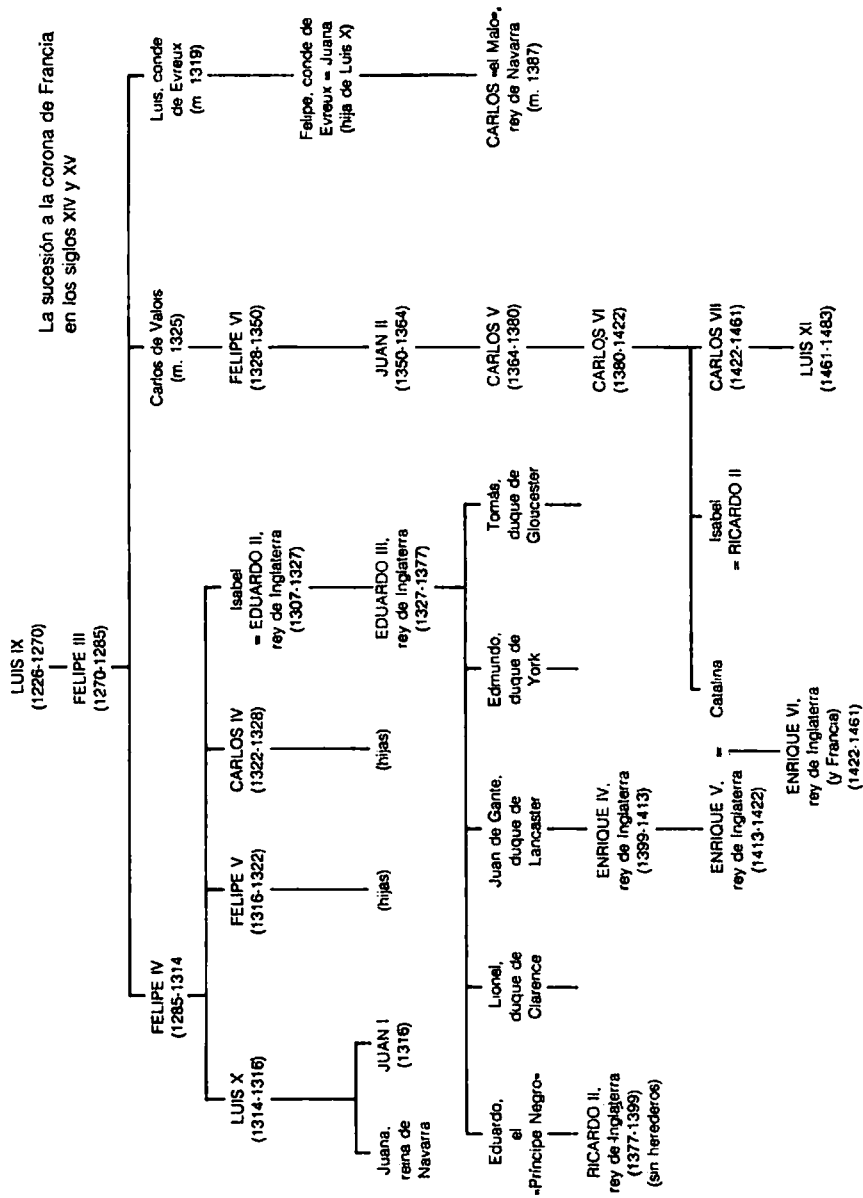 La sucesión a la corona de Francia
en los siglos XIV y XV
LUIS IX
(1226-1270)
FELIPE III
(1270-1285)
FELIPE IV
(1285-1314
Carlos de Valois
(m. 1325)
Luis, conde
de Evreux
(m 1319)
LUIS X
(1314-1316)
FELIPE V
(1316-1322)
CARLOS IV
(1322-1328)
Isabel
= EDUARDO II,
rey de Inglaterra
(1307-1327)
FELIPE VI
(1328-1350)
Felipe, conde de
Evreux = Juana
(hija de Luis X)
Juana,
reina de
Navarra
JUAN I
(1316)
(hijas)
(hijas)
EDUARDO III,
rey de Inglaterra
(1327-1377)
JUAN II
(1350-1364)
CARLOS «el Malo»,
rey de Navarra
(m. 1387)
Eduardo,
el
«Príncipe Negro»
Lionel,
duque de
Clarence
Juan de Gante,
duque de
Lancaster
Edmundo,
duque de
York
Tomás,
duque de
Gloucester
CARLOS V
(1364-1380)
RICARDO II,
rey de Inglaterra
(1377-1399)
(sin herederos)
ENRIQUE IV,
rey de Inglaterra
(1399-1413)
CARLOS VI
(1380-1422)
ENRIQUE V,
rey de Inglaterra
(1413-1422)
=
Catalina
Isabel
= RICARDO II
CARLOS VII
(1422-1461)
ENRIQUE VI,
rey de Inglaterra
(y Francia)
(1422-1461)
LUIS XI
(1461-1483)